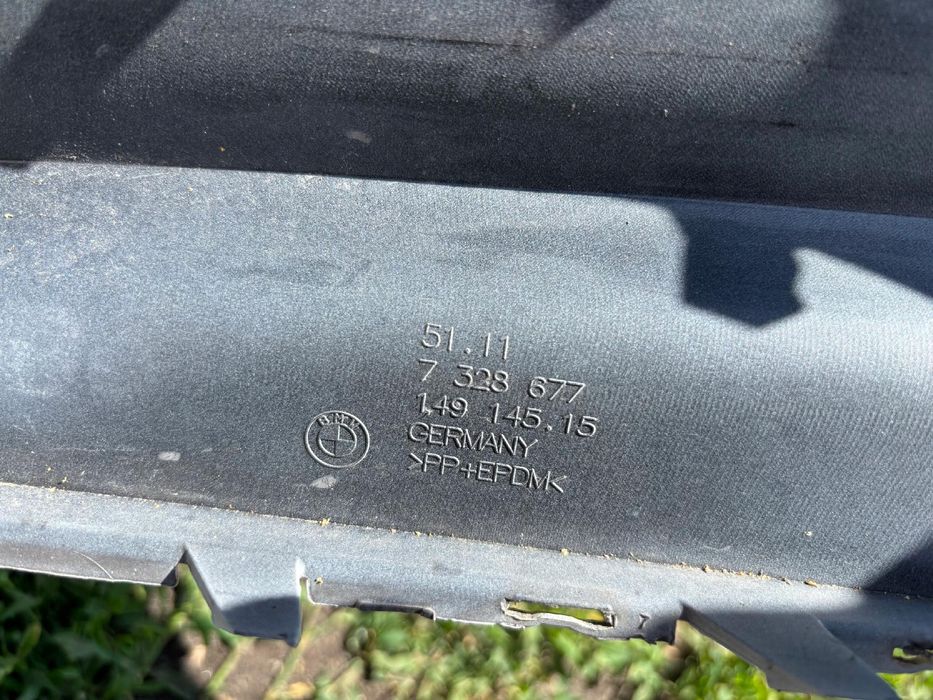 51.11
7 328 677
149 145.15
BMW
GERMANY
>PP+EPDM<